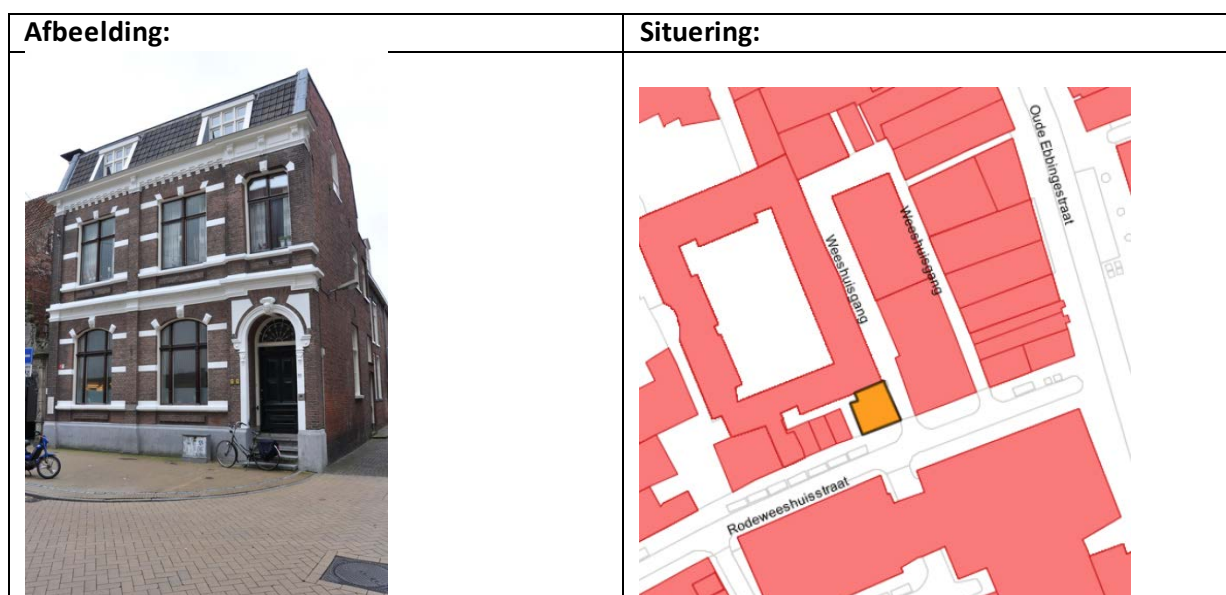 Afbeelding:
Situering:
Oude Ebbingestraat
Weeshuisgang
Weeshuisgang
Rodeweeshuisstraat